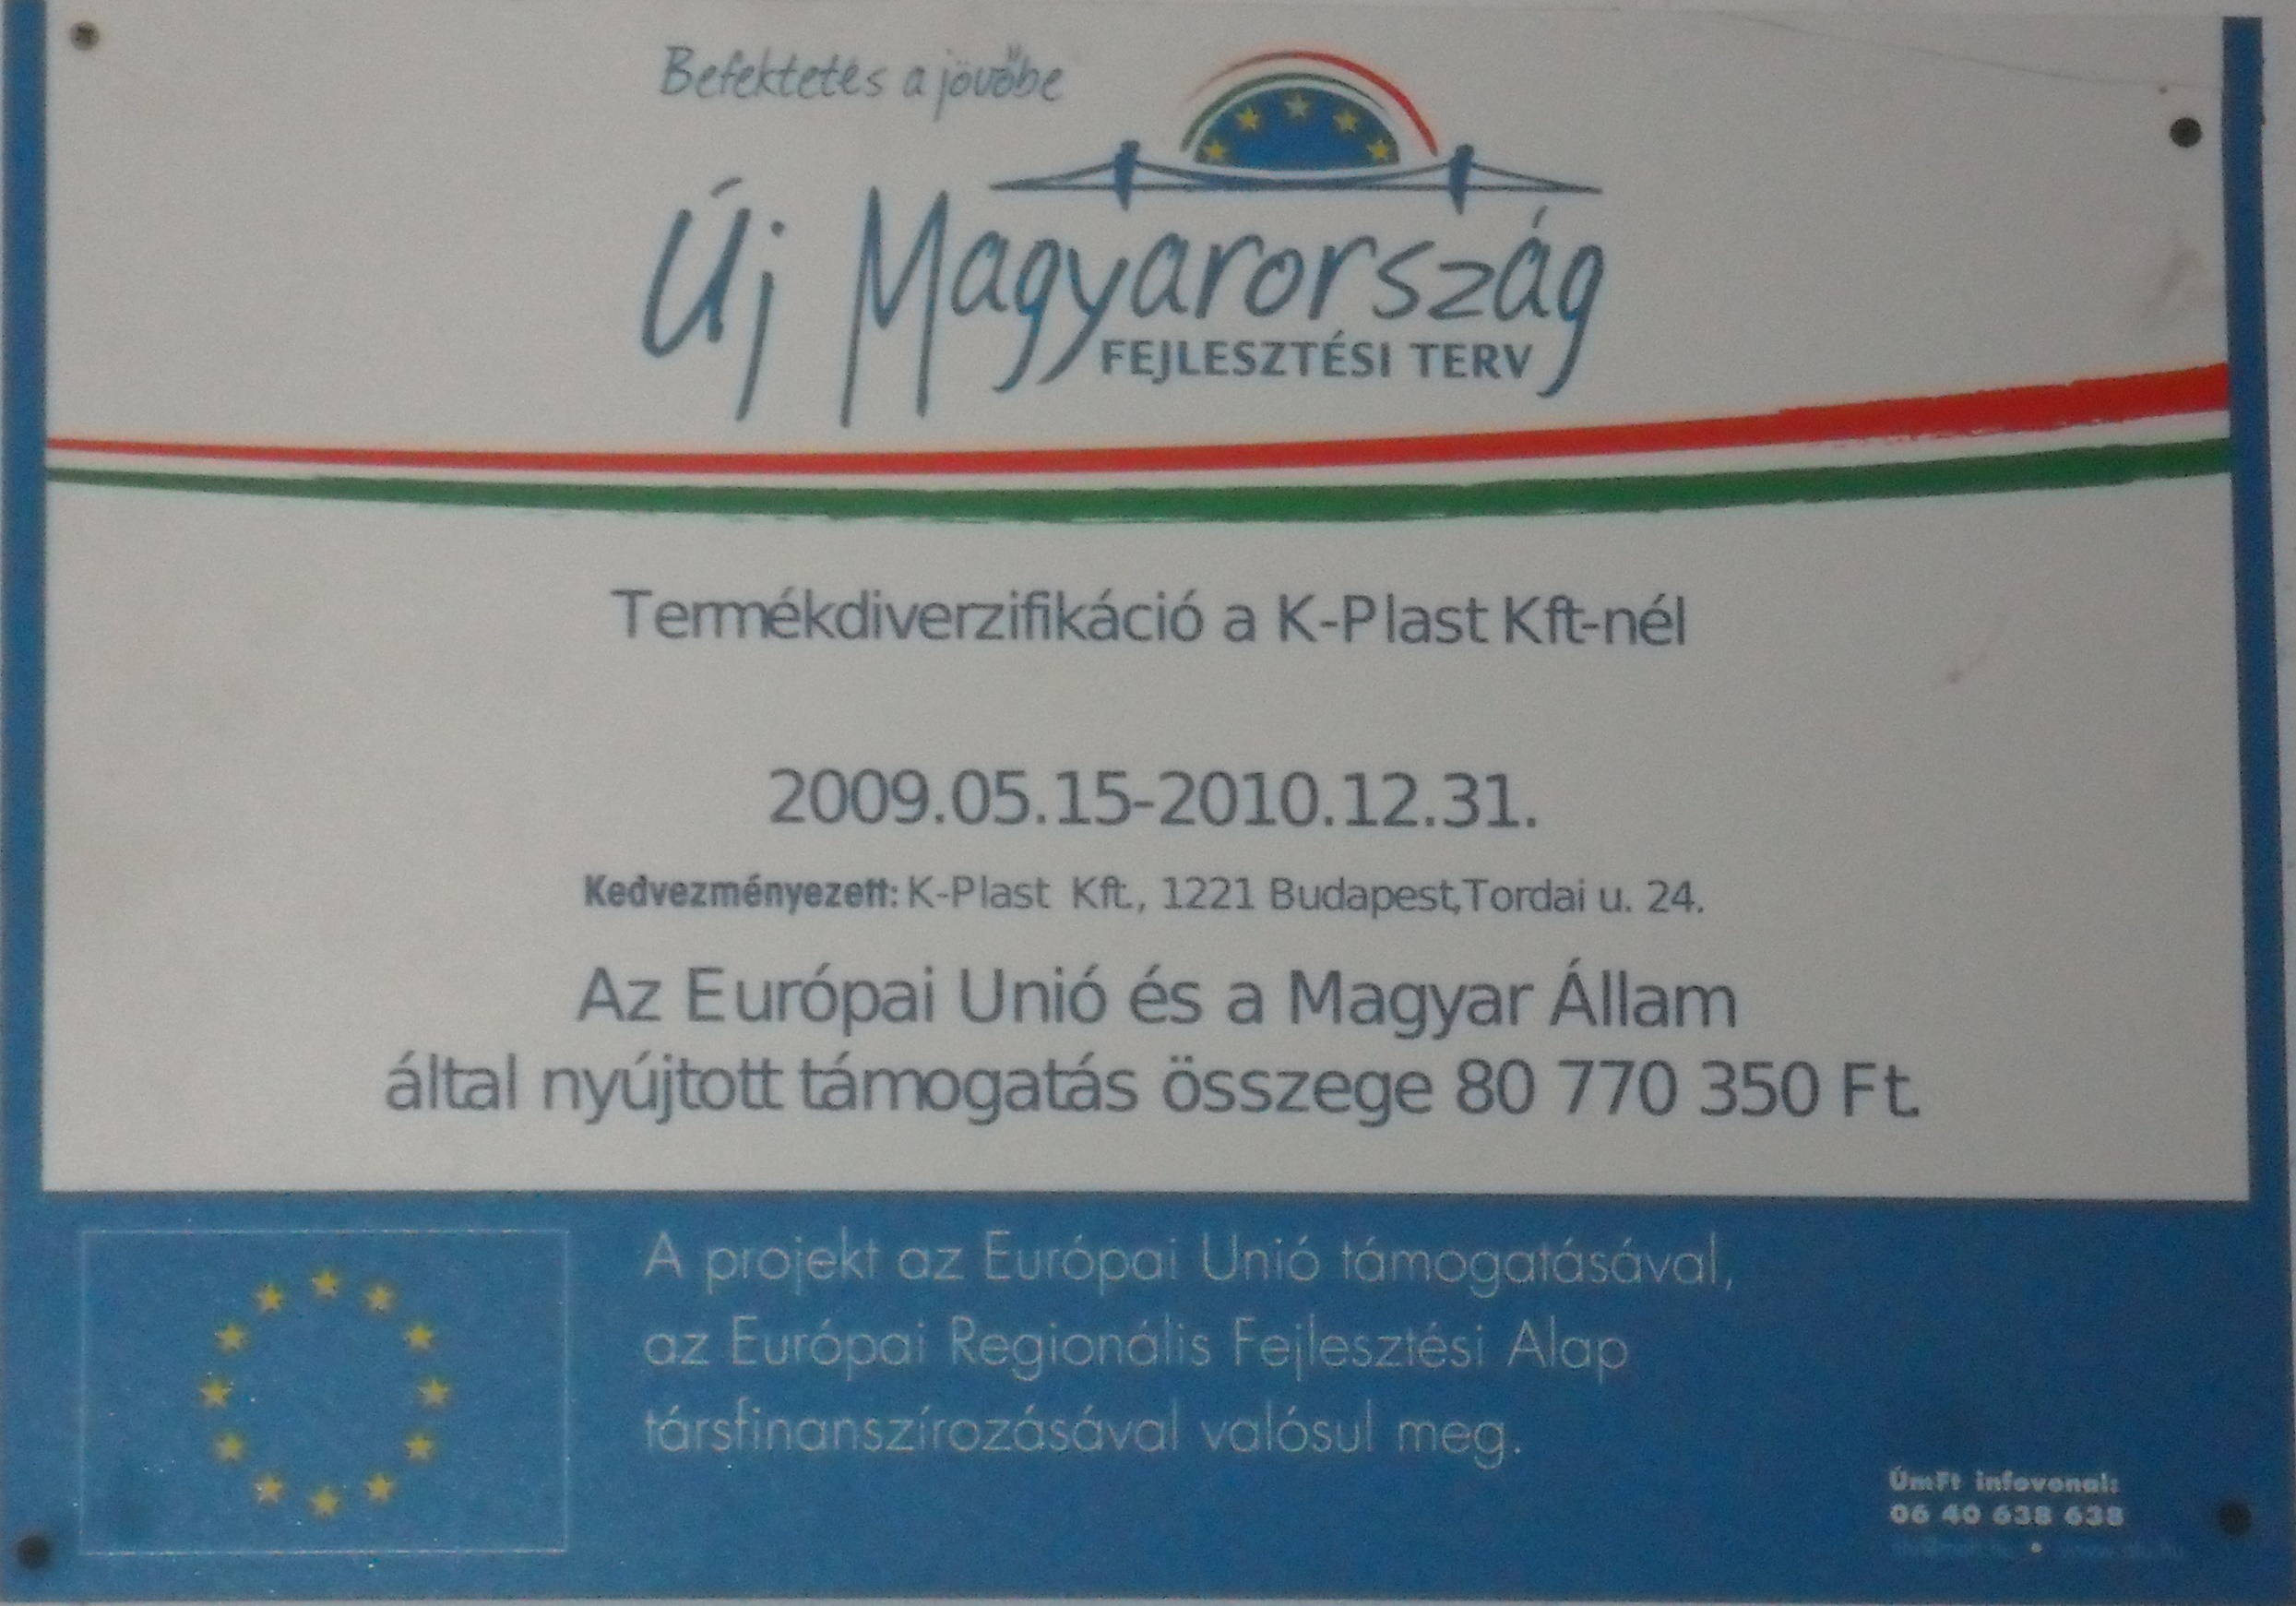 Befektetés a jövőbe
Új Magyarország
FEJLESZTÉSI TERV
Termékdiverzifikáció a K-Plast Kft-nél
2009.05.15-2010.12.31.
Kedvezményezett: K-Plast Kft., 1221 Budapest,Tordai u. 24.
Az Európai Unió és a Magyar Állam
által nyújtott támogatás összege 80 770 350 Ft.
A projekt az Európai Unió támogatásával,
az Európai Regionális Fejlesztési Alap
társfinanszírozásával valósul meg.
ÚmFt infovonal:
06 40 638 638